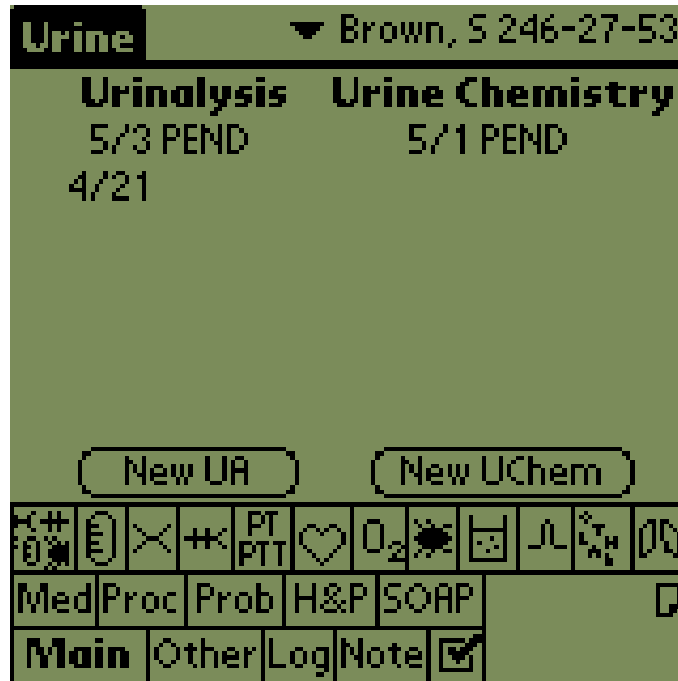 Urine Brown, S 246-27-53
Urinalysis Urine Chemistry
5/3 PEND 5/1 PEND
4/21
New UA New UChem
PT
PTT
O2
Med Proc Prob H&P SOAP
Main Other Log Note